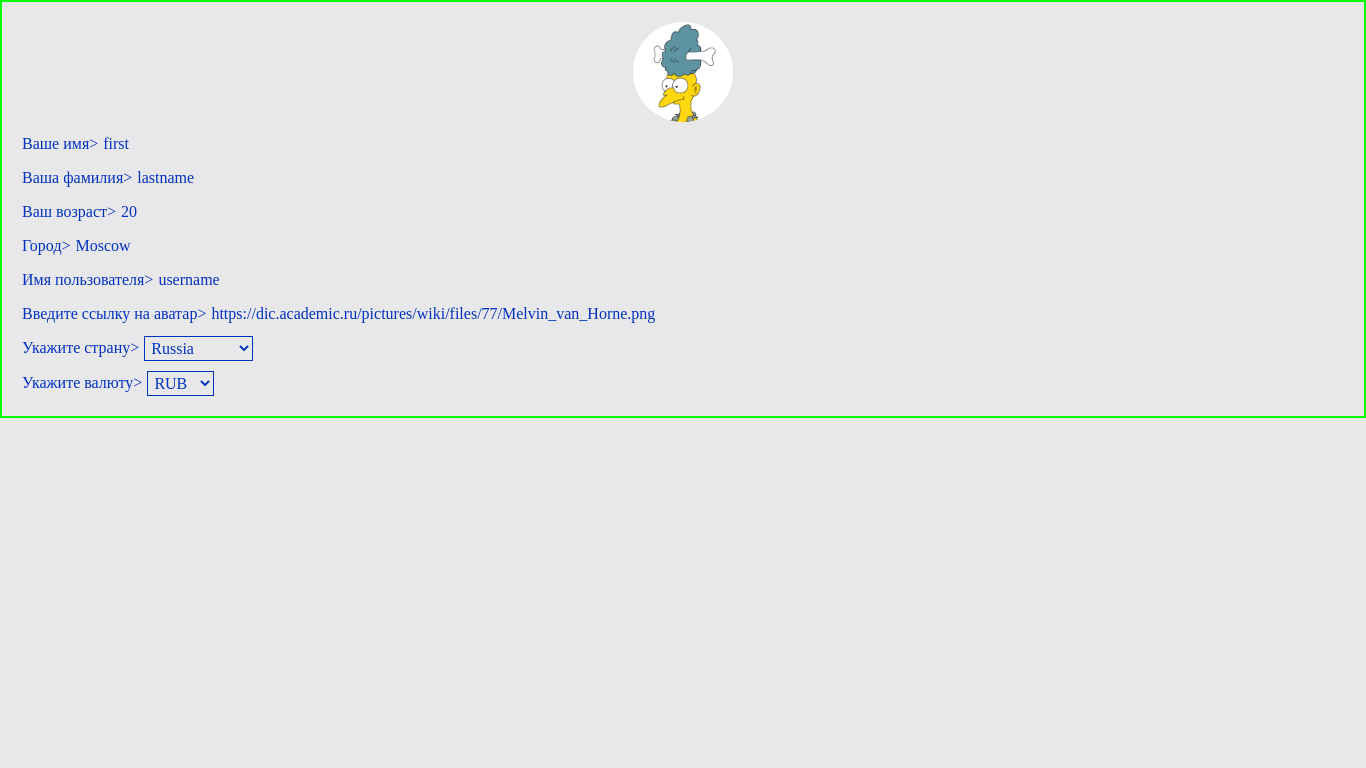 Ваше имя> first
Ваша фамилия> lastname
Ваш возраст> 20
Город> Moscow
Имя пользователя> username
Введите ссылку на аватар> https://dic.academic.ru/pictures/wiki/files/77/Melvin_van_Horne.png
Укажите страну> Russia
Укажите валюту> RUB